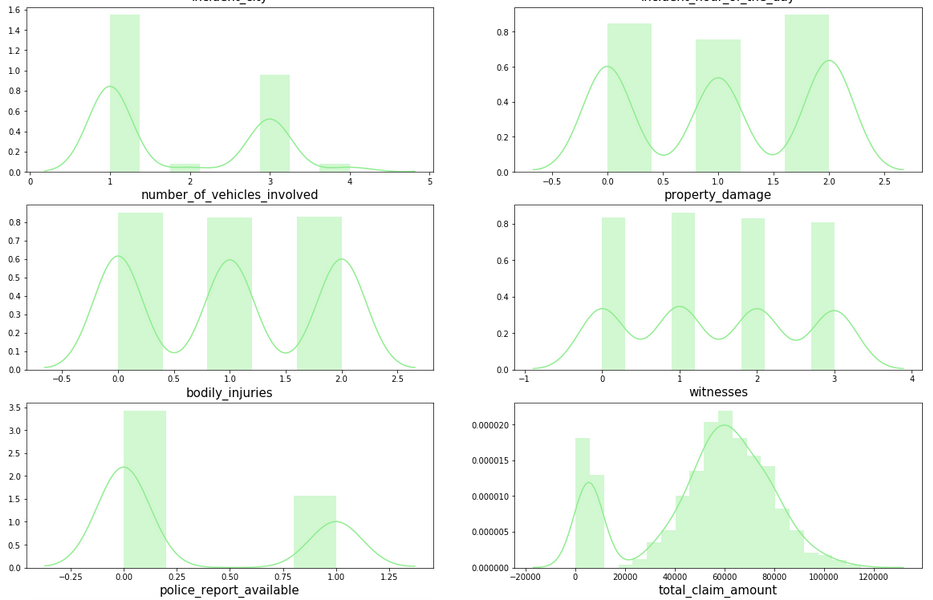 incident_city
incident_hour_of_the_day
1.6
1.4
1.2
1.0
0.8
0.6
0.4
0.2
0.0
0 1 2 3 4 5
number_of_vehicles_involved
0.8
0.6
0.4
0.2
0.0
−0.5 0.0 0.5 1.0 1.5 2.0 2.5
property_damage
0.8
0.7
0.6
0.5
0.4
0.3
0.2
0.1
0.0
−0.5 0.0 0.5 1.0 1.5 2.0 2.5
bodily_injuries
0.8
0.6
0.4
0.2
0.0
−1 0 1 2 3 4
witnesses
3.5
3.0
2.5
2.0
1.5
1.0
0.5
0.0
−0.25 0.00 0.25 0.50 0.75 1.00 1.25
police_report_available
0.000020
0.000015
0.000010
0.000005
0.000000
−20000 0 20000 40000 60000 80000 100000 120000
total_claim_amount